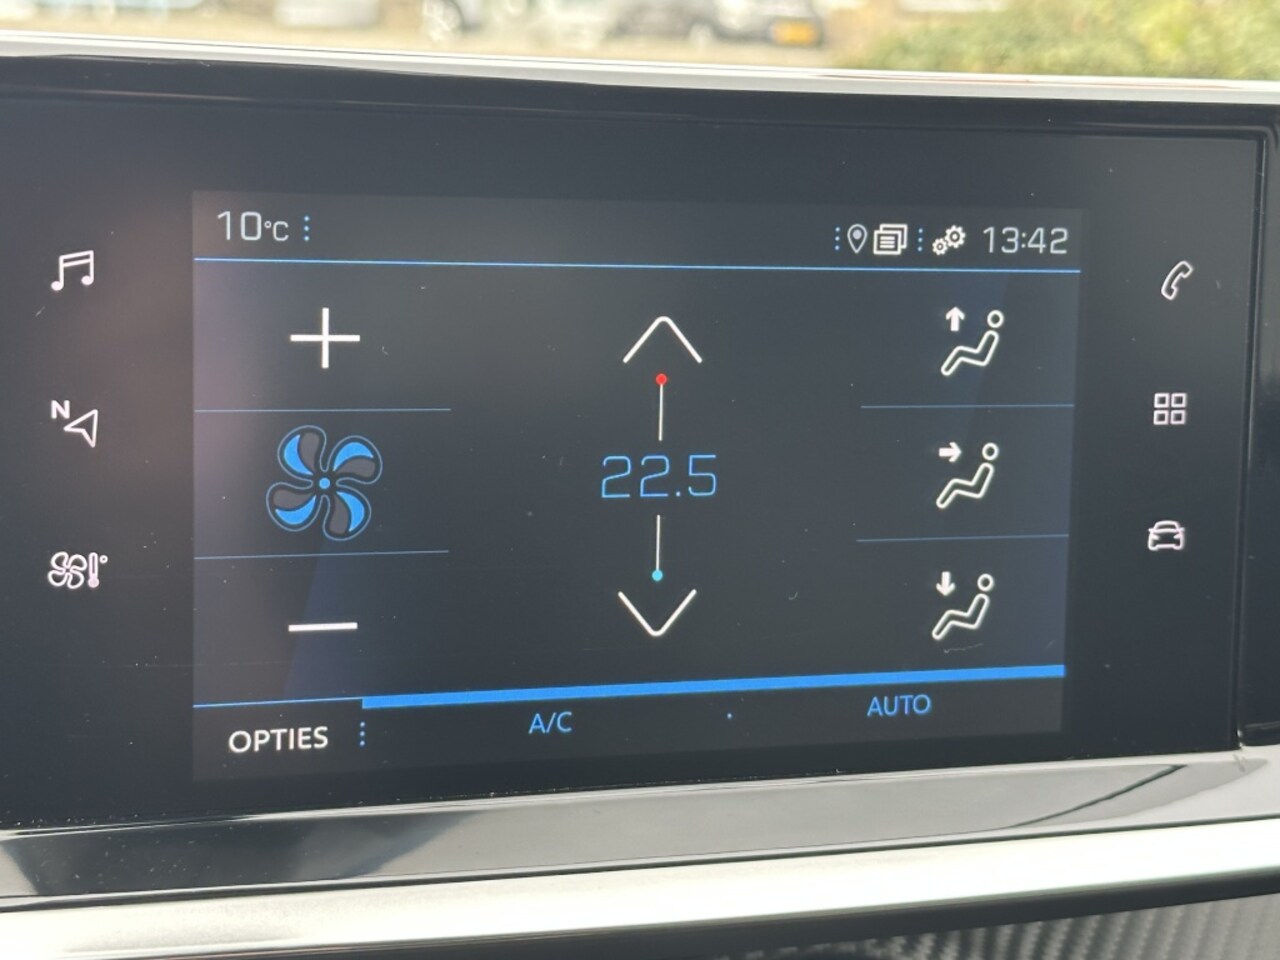 10°C
13:42
N
22.5
OPTIES
A/C
AUTO